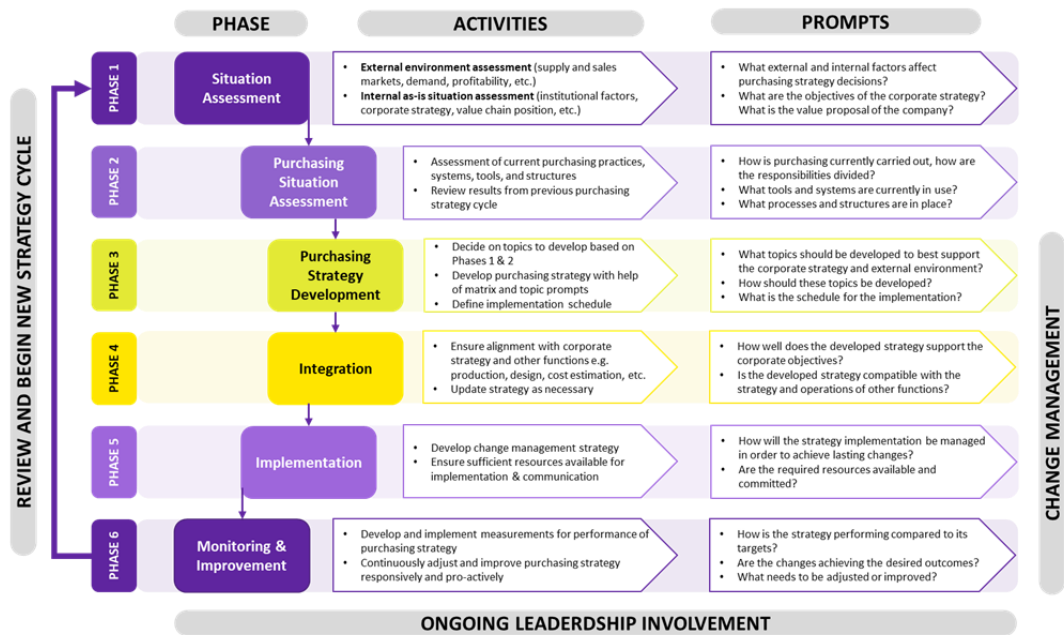 PHASE
ACTIVITIES
PROMPTS
REVIEW AND BEGIN NEW STRATEGY CYCLE
PHASE 1
Situation
Assessment
• External environment assessment (supply and sales
markets, demand, profitability, etc.)
• Internal as-is situation assessment (institutional factors,
corporate strategy, value chain position, etc.)
• What external and internal factors affect
purchasing strategy decisions?
• What are the objectives of the corporate strategy?
• What is the value proposal of the company?
PHASE 2
Purchasing
Situation
Assessment
• Assessment of current purchasing practices,
systems, tools, and structures
• Review results from previous purchasing
strategy cycle
• How is purchasing currently carried out, how are
the responsibilities divided?
• What tools and systems are currently in use?
• What processes and structures are in place?
PHASE 3
Purchasing
Strategy
Development
• Decide on topics to develop based on
Phases 1 & 2
• Develop purchasing strategy with help
of matrix and topic prompts
• Define implementation schedule
• What topics should be developed to best support
the corporate strategy and external environment?
• How should these topics be developed?
• What is the schedule for the implementation?
PHASE 4
Integration
• Ensure alignment with corporate
strategy and other functions e.g.
production, design, cost estimation, etc.
• Update strategy as necessary
• How well does the developed strategy support the
corporate objectives?
• Is the developed strategy compatible with the
strategy and operations of other functions?
PHASE 5
Implementation
• Develop change management strategy
• Ensure sufficient resources available for
implementation & communication
• How will the strategy implementation be managed
in order to achieve lasting changes?
• Are the required resources available and
committed?
PHASE 6
Monitoring &
Improvement
• Develop and implement measurements for performance of
purchasing strategy
• Continuously adjust and improve purchasing strategy
responsively and pro-actively
• How is the strategy performing compared to its
targets?
• Are the changes achieving the desired outcomes?
• What needs to be adjusted or improved?
CHANGE MANAGEMENT
ONGOING LEADERDSHIP INVOLVEMENT